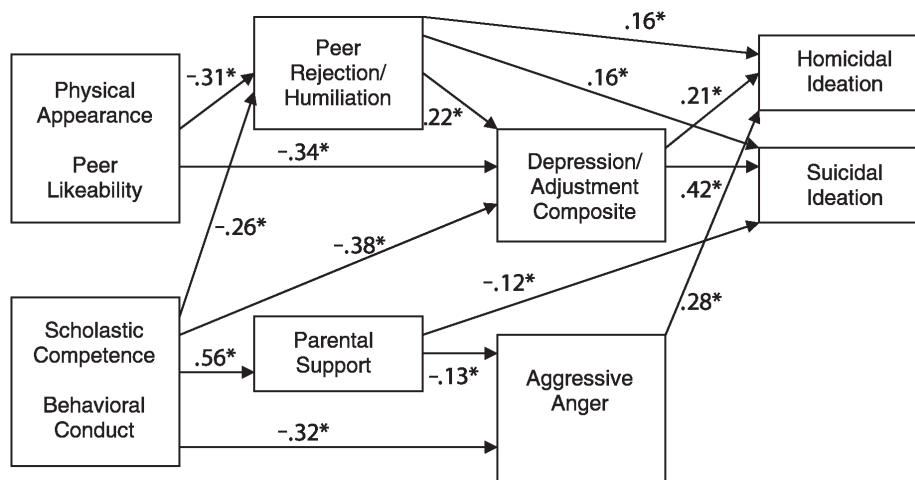 Physical
Appearance
Peer
Likeability
Scholastic
Competence
Behavioral
Conduct
Peer
Rejection/
Humiliation
Parental
Support
Depression/
Adjustment
Composite
Aggressive
Anger
Homicidal
Ideation
Suicidal
Ideation
-.31*
-.34*
-.26*
-.38*
.56*
-.32*
.22*
-.13*
-.12*
.16*
.16*
.21*
.42*
.28*